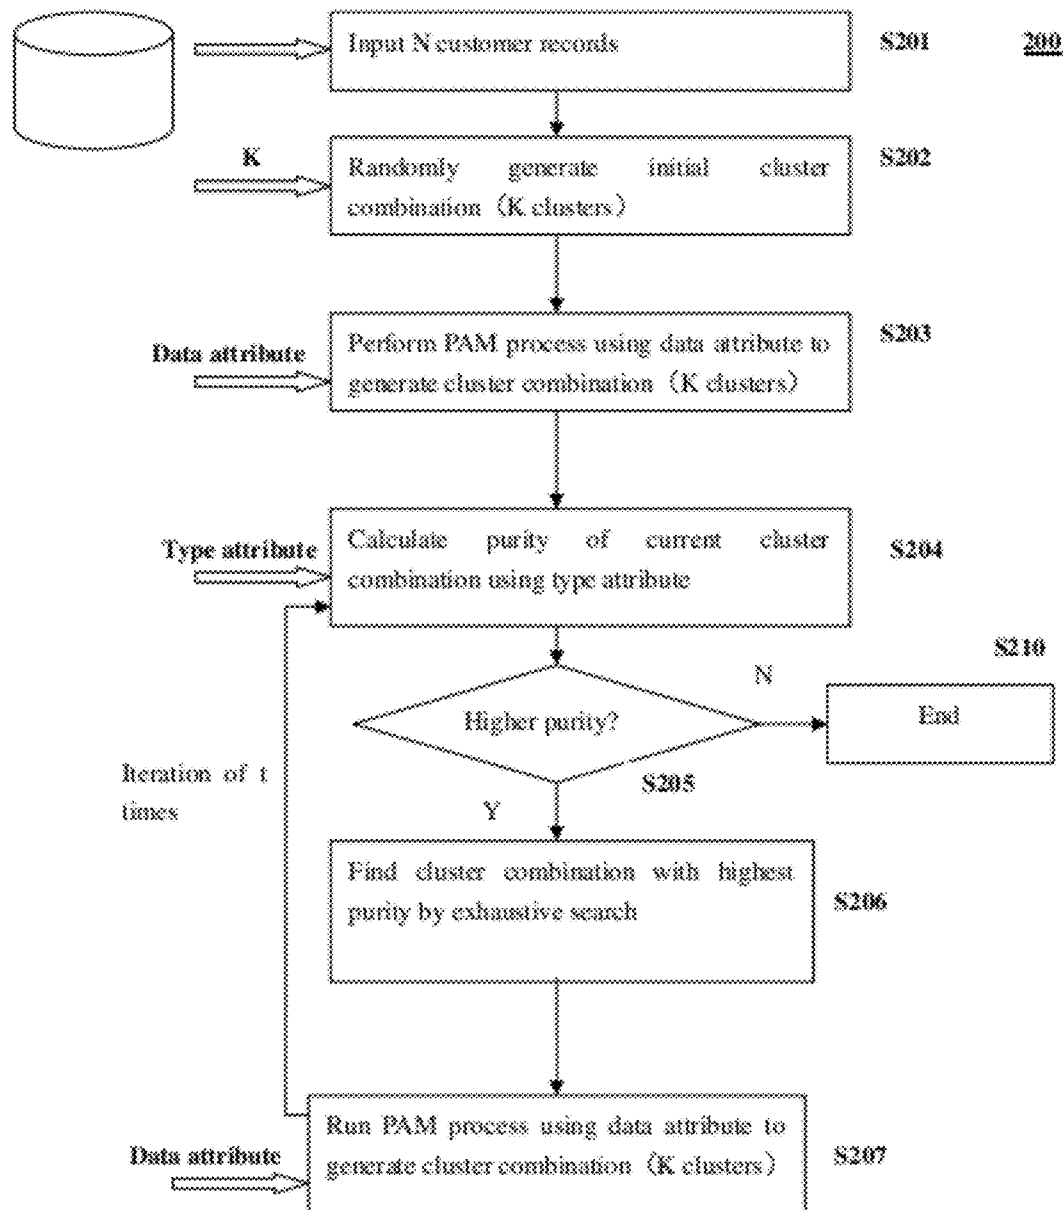 Input N customer records
S201
200
K
Randomly generate initial cluster
combination (K clusters)
S202
Data attribute
Perform PAM process using data attribute to
generate cluster combination (K clusters)
S203
Type attribute
Calculate purity of current cluster
combination using type attribute
S204
Higher purity?
N
S210
End
S205
Iteration of t
times
Y
Find cluster combination with highest
purity by exhaustive search
S206
Run PAM process using data attribute to
generate cluster combination (K clusters)
Data attribute
S207